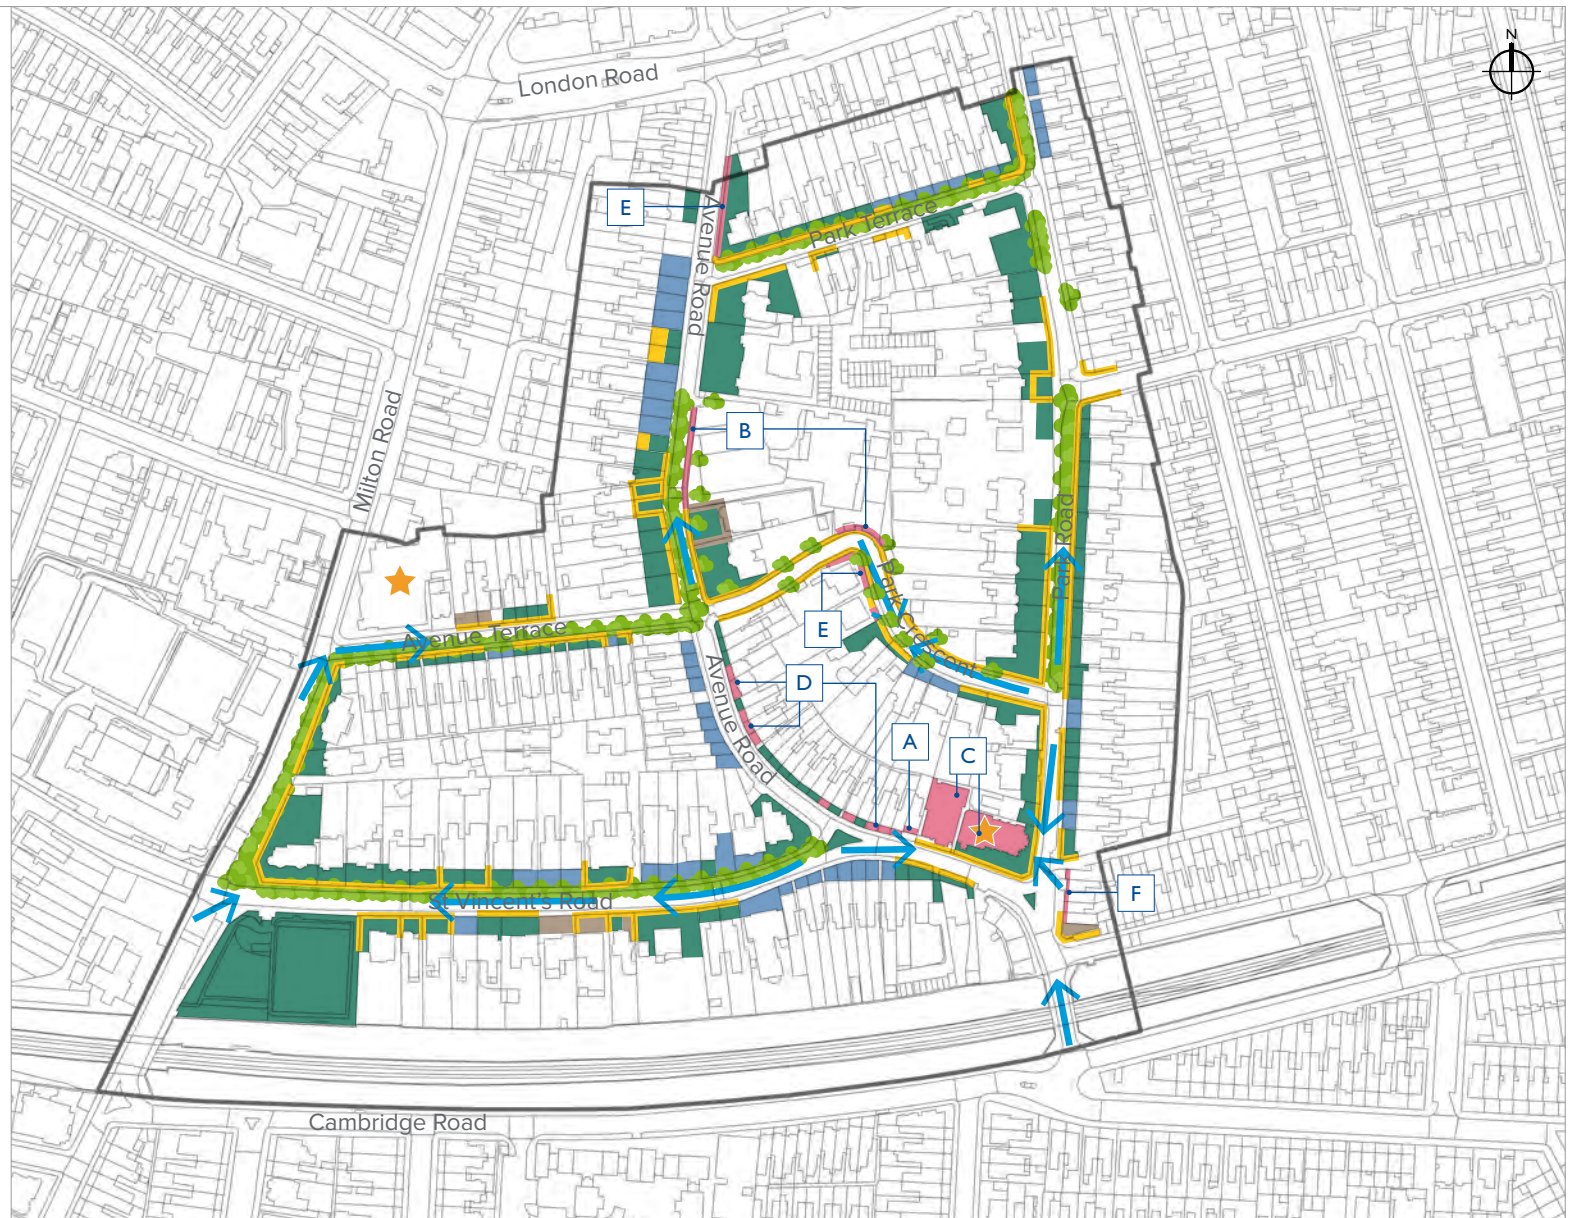 N
London Road
E
Avenue Road
Park Terrace
Milton Road
B
Park Road
Park Crescent
E
Avenue Terrace
D
Avenue Road
A
C
F
St Vincent's Road
Cambridge Road